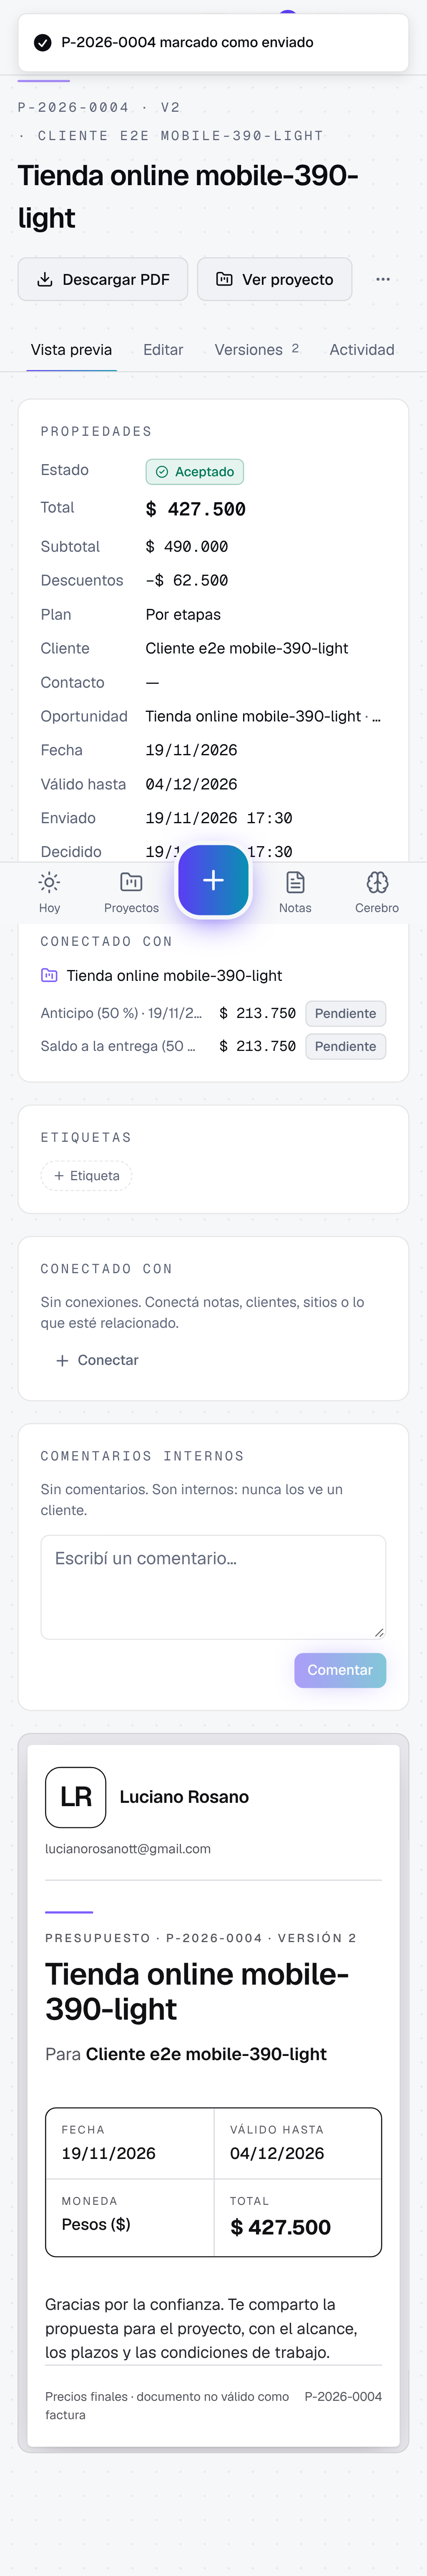 P-2026-0004 marcado como enviado
P-2026-0004 · V2
· CLIENTE E2E MOBILE-390-LIGHT
Tienda online mobile-390-
light
Descargar PDF
Ver proyecto
Vista previa
Editar
Versiones 2
Actividad
PROPIEDADES
Estado Aceptado
Total $ 427.500
Subtotal $ 490.000
Descuentos −$ 62.500
Plan Por etapas
Cliente Cliente e2e mobile-390-light
Contacto —
Oportunidad Tienda online mobile-390-light · …
Fecha 19/11/2026
Válido hasta 04/12/2026
Enviado 19/11/2026 17:30
Decidido 19/1 17:30
Hoy
Proyectos
Notas
Cerebro
CONECTADO CON
Tienda online mobile-390-light
Anticipo (50 %) · 19/11/2… $ 213.750 Pendiente
Saldo a la entrega (50 … $ 213.750 Pendiente
ETIQUETAS
+ Etiqueta
CONECTADO CON
Sin conexiones. Conectá notas, clientes, sitios o lo
que esté relacionado.
+ Conectar
COMENTARIOS INTERNOS
Sin comentarios. Son internos: nunca los ve un
cliente.
Escribí un comentario…
Comentar
LR
Luciano Rosano
lucianorosanott@gmail.com
PRESUPUESTO · P-2026-0004 · VERSIÓN 2
Tienda online mobile-
390-light
Para Cliente e2e mobile-390-light
FECHA
19/11/2026
VÁLIDO HASTA
04/12/2026
MONEDA
Pesos ($)
TOTAL
$ 427.500
Gracias por la confianza. Te comparto la
propuesta para el proyecto, con el alcance,
los plazos y las condiciones de trabajo.
Precios finales · documento no válido como
factura
P-2026-0004